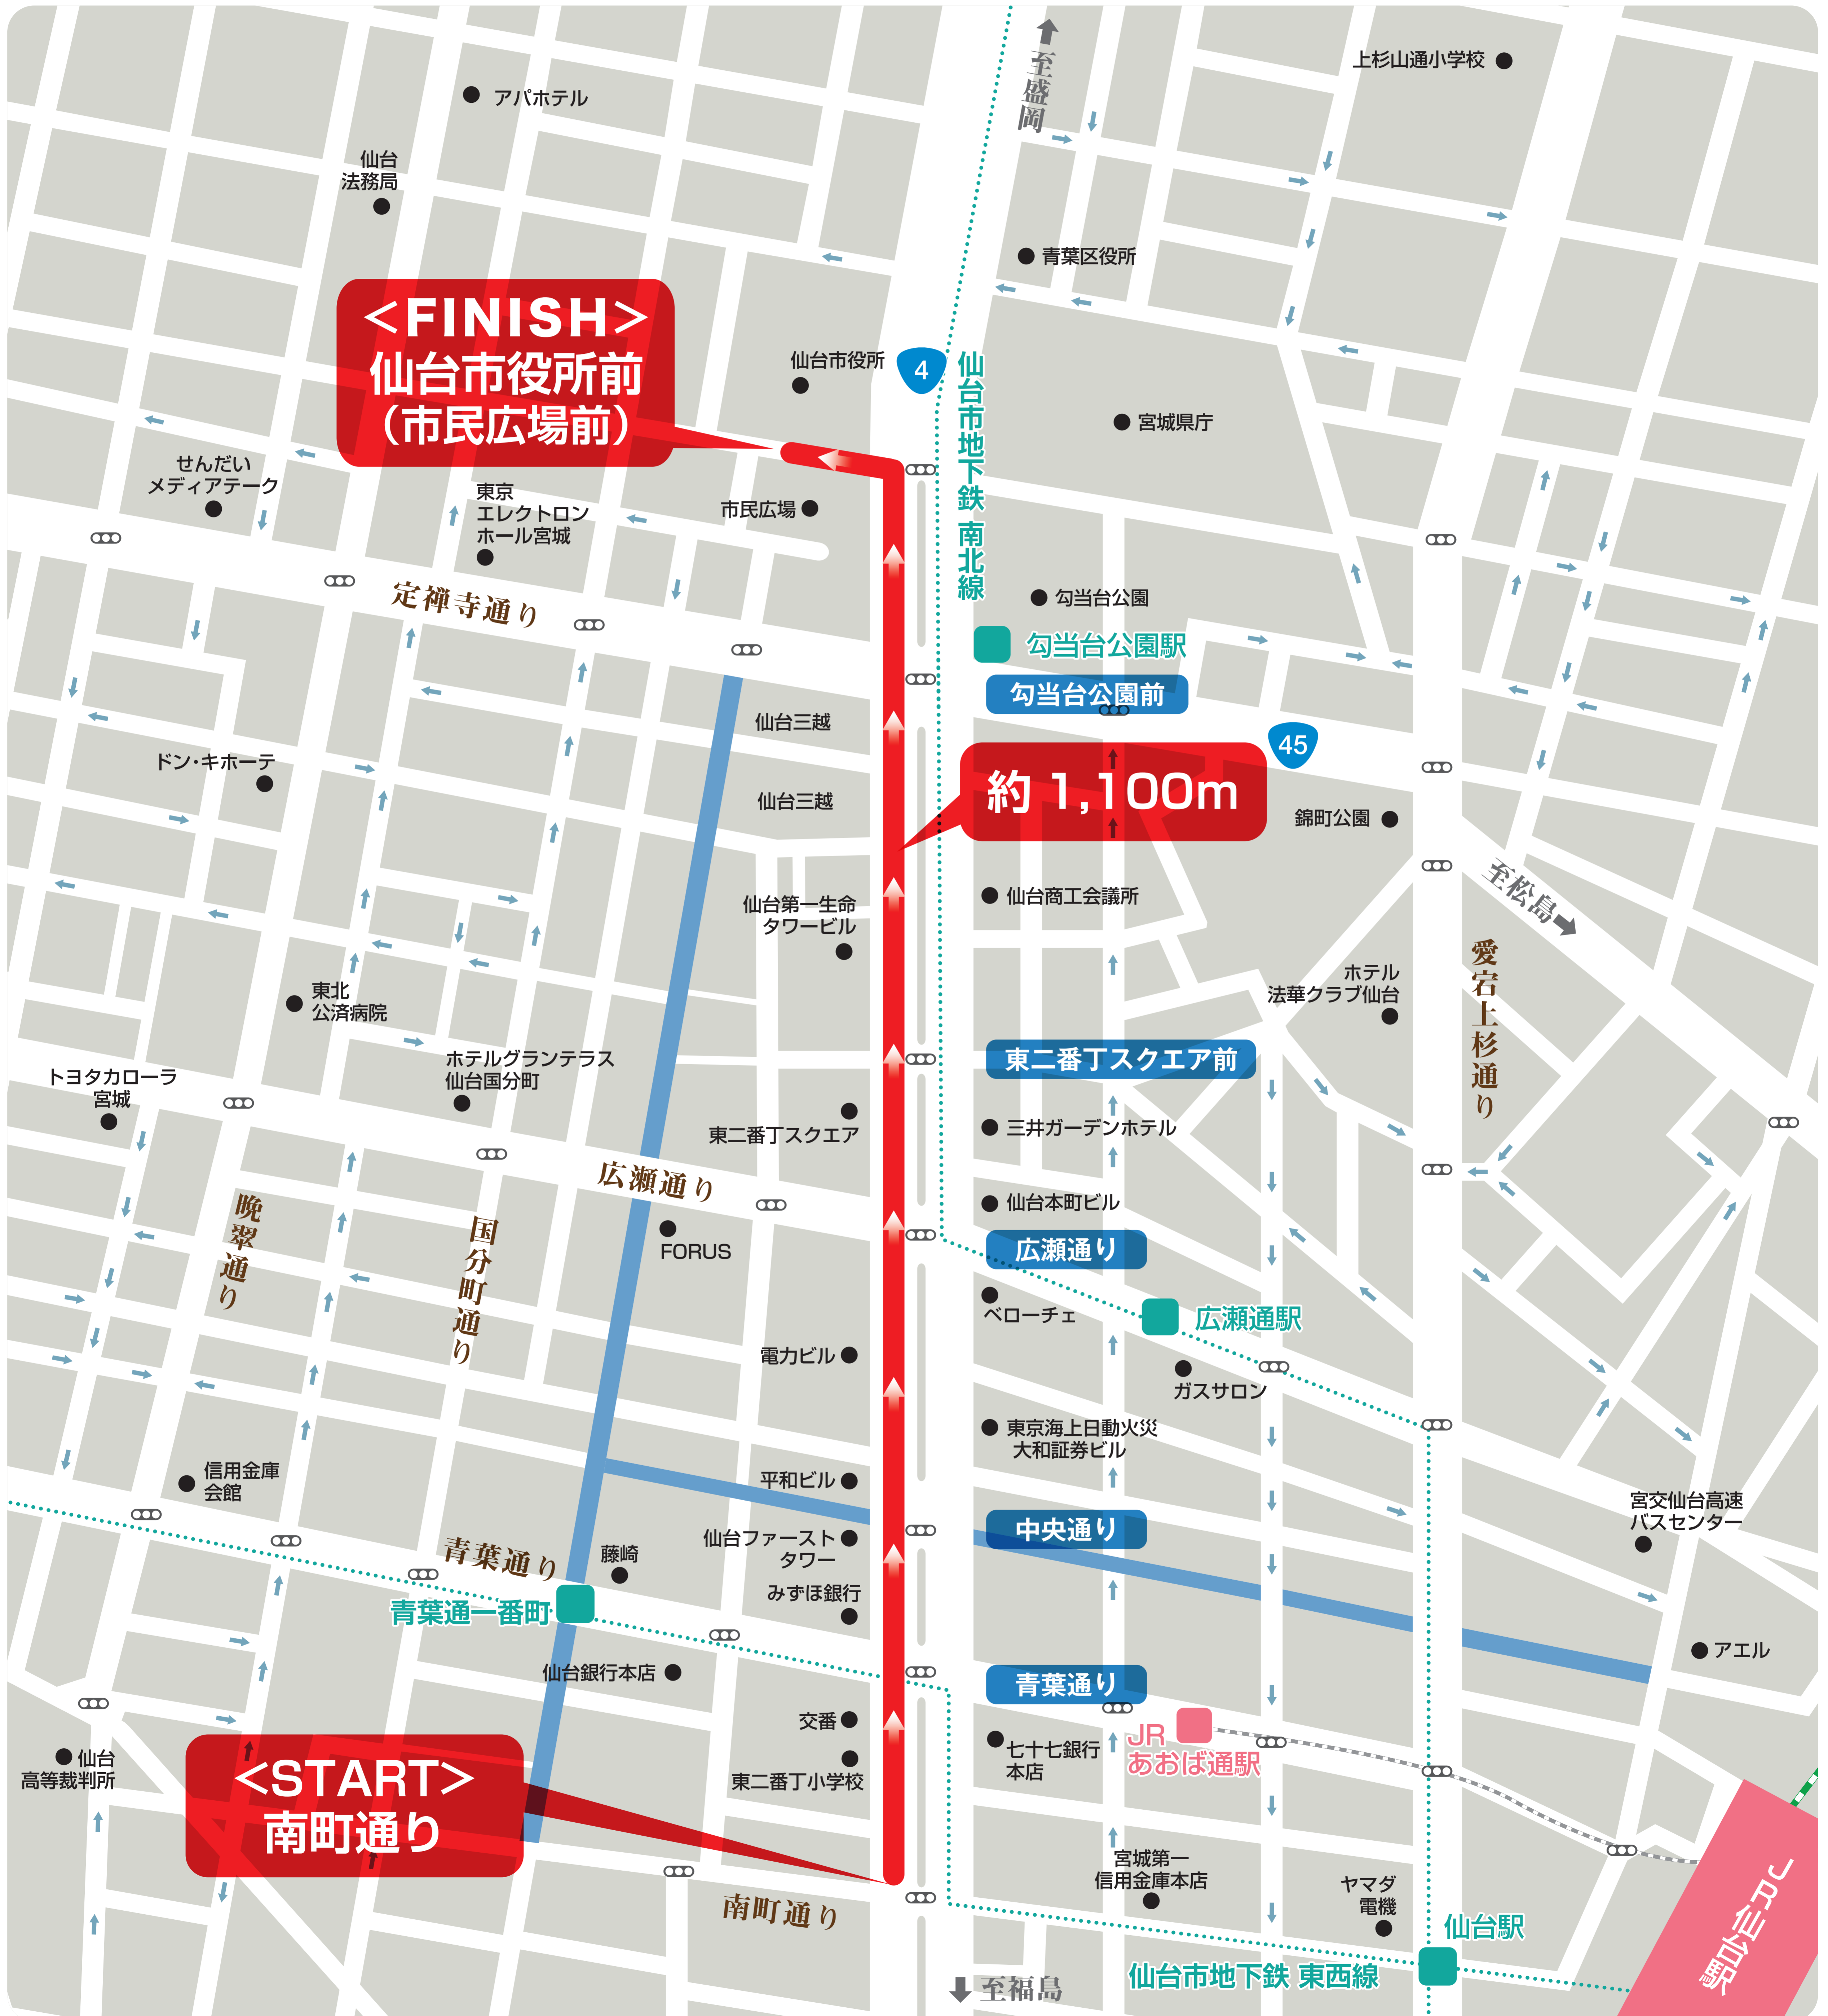 至盛岡
上杉山通小学校
アパホテル
仙台
法務局
青葉区役所
<FINISH>
仙台市役所前
（市民広場前）
仙台市役所
4
仙台市地下鉄 南北線
宮城県庁
せんだい
メディアテーク
東京
エレクトロン
ホール宮城
市民広場
定禅寺通り
勾当台公園
勾当台公園駅
勾当台公園前
仙台三越
45
ドン・キホーテ
仙台三越
約 1,100m
錦町公園
至松島
仙台第一生命
タワービル
仙台商工会議所
愛宕上杉通り
ホテル
法華クラブ仙台
東北
公済病院
ホテルグランテラス
仙台国分町
東二番丁スクエア前
トヨタカローラ
宮城
東二番丁スクエア
三井ガーデンホテル
広瀬通り
仙台本町ビル
晩翠通り
国分町通り
FORUS
広瀬通り
ベローチェ
広瀬通駅
電力ビル
ガスサロン
東京海上日動火災
大和証券ビル
信用金庫
会館
平和ビル
宮交仙台高速
バスセンター
青葉通り
藤崎
仙台ファースト
タワー
中央通り
みずほ銀行
青葉通一番町
アエル
仙台銀行本店
青葉通り
交番
JR
あおば通駅
七十七銀行
本店
仙台
高等裁判所
東二番丁小学校
<START>
南町通り
宮城第一
信用金庫本店
ヤマダ
電機
JR仙台駅
南町通り
仙台駅
仙台市地下鉄 東西線
至福島